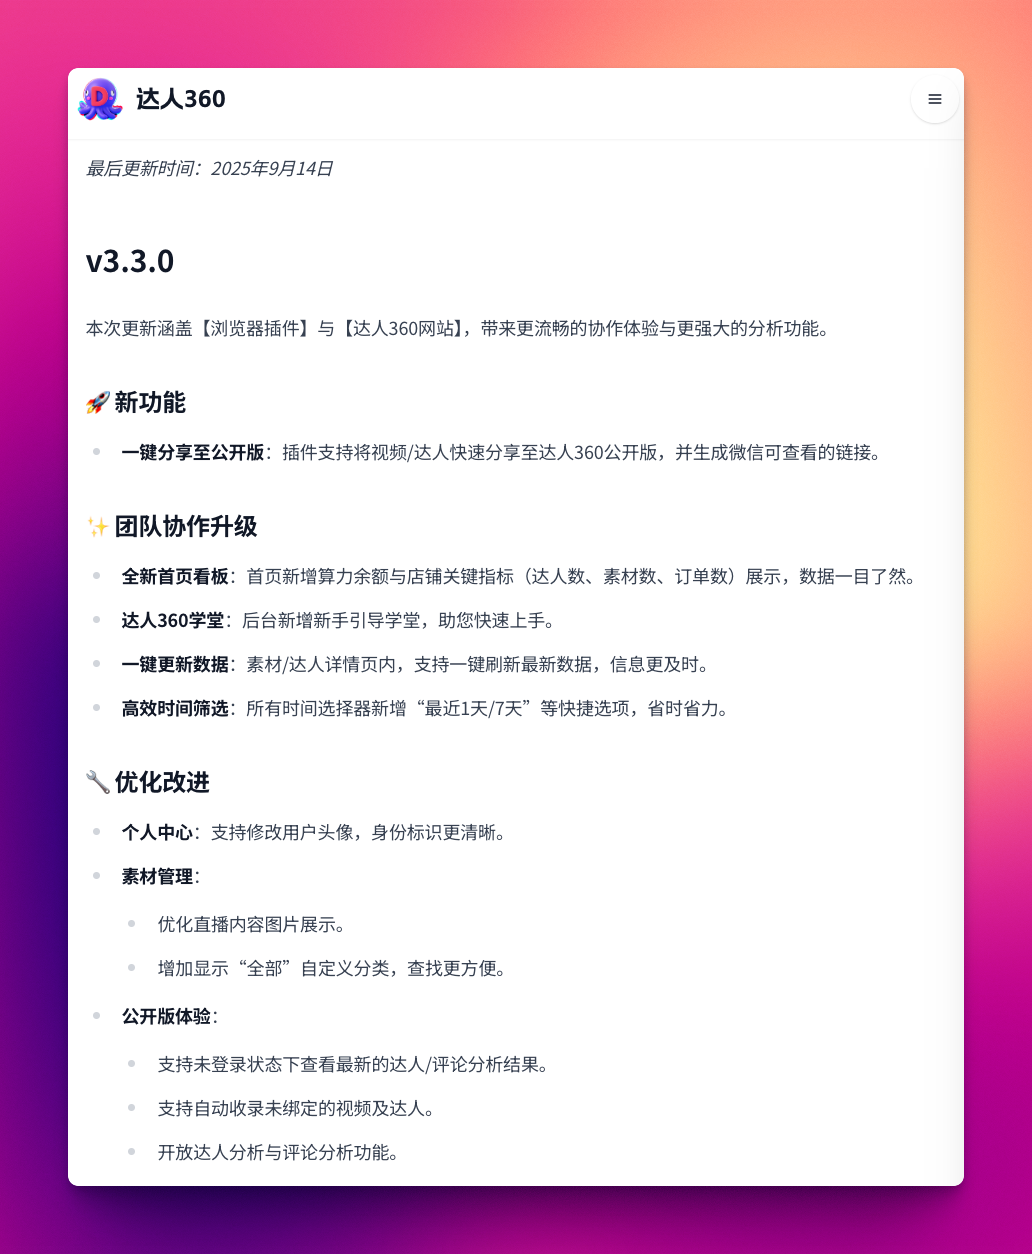 达人360
最后更新时间：2025年9月14日
v3.3.0
本次更新涵盖【浏览器插件】与【达人360网站】，带来更流畅的协作体验与更强大的分析功能。
🚀 新功能
一键分享至公开版：插件支持将视频/达人快速分享至达人360公开版，并生成微信可查看的链接。
✨ 团队协作升级
全新首页看板：首页新增算力余额与店铺关键指标（达人数、素材数、订单数）展示，数据一目了然。
达人360学堂：后台新增新手引导学堂，助您快速上手。
一键更新数据：素材/达人详情页内，支持一键刷新最新数据，信息更及时。
高效时间筛选：所有时间选择器新增“最近1天/7天”等快捷选项，省时省力。
🔧 优化改进
个人中心：支持修改用户头像，身份标识更清晰。
素材管理：
优化直播内容图片展示。
增加显示“全部”自定义分类，查找更方便。
公开版体验：
支持未登录状态下查看最新的达人/评论分析结果。
支持自动收录未绑定的视频及达人。
开放达人分析与评论分析功能。